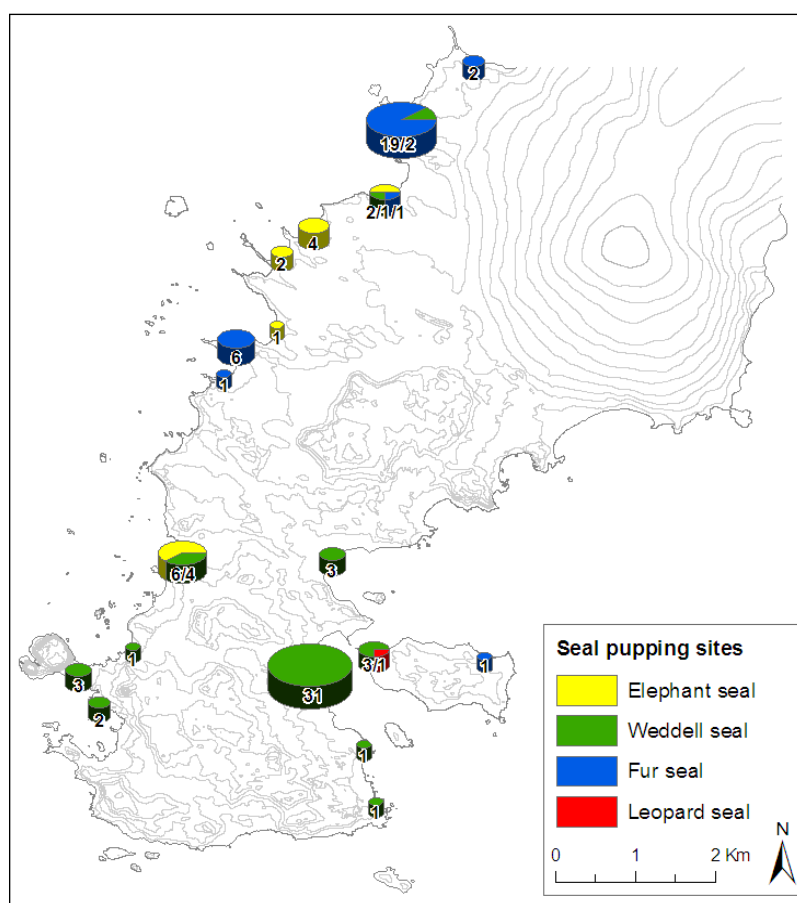 2
19/2
2/1/1
4
2
1
6
1
6/4
3
1
3/1
1
3
31
2
1
1
Seal pupping sites
Elephant seal
Weddell seal
Fur seal
Leopard seal
N
0 1 2 Km